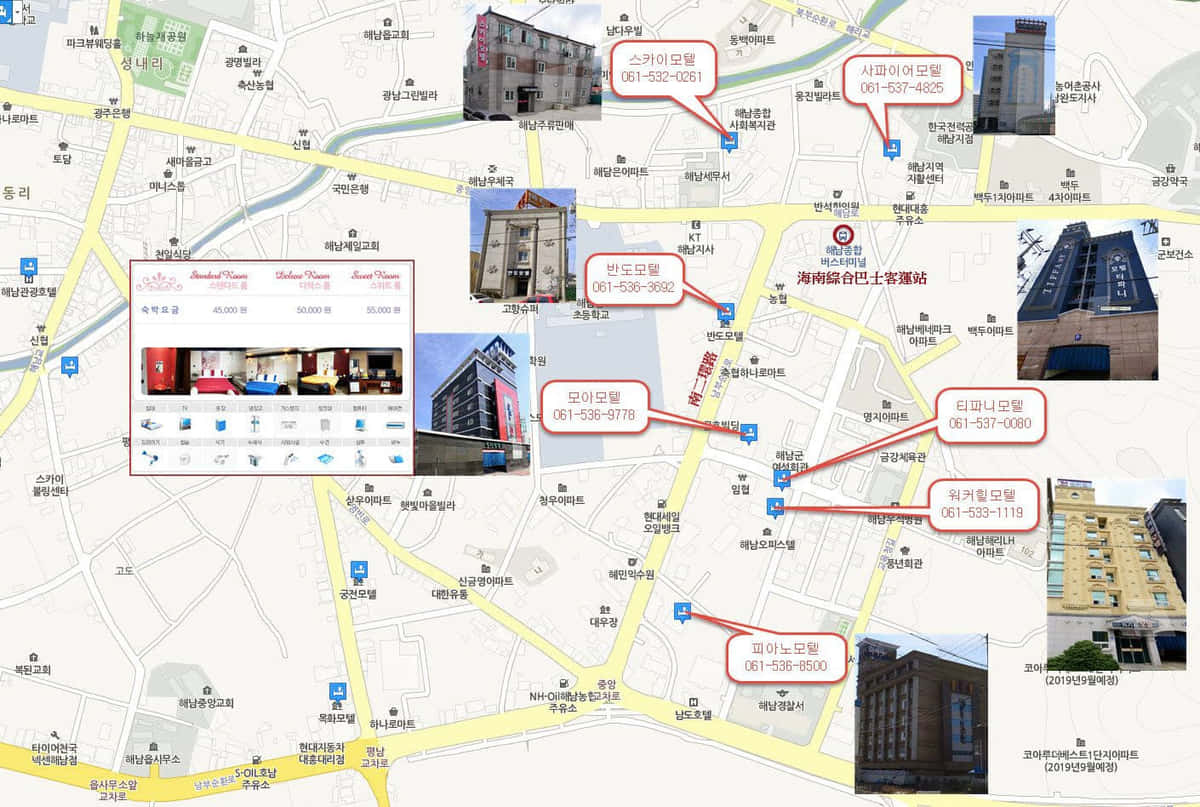 파크뷰웨딩홀
하늘재공원
성내리
광명빌라
축산농협
해남읍교회
광남그린빌라
광주은행
토담
새마을금고
미니스톱
신협
국민은행
해남제일교회
천일식당
해남관광호텔
신협
동리
스카이모텔
061-532-0261
사파이어모텔
061-537-4825
남다우빌
동백아파트
북부순환로
웅진빌라트
해남주류판매
해남종합
사회복지관
한국전력공
해남지점
농어촌공사
해남우체국
해담은아파트
해남세무서
해남지역
자활센터
백두1차아파트
백두
4차아파트
금강약국
반석한의원
해남로
현대대흥
주유소
KT
해남지사
해남종합
버스터미널
海南綜合巴士客運站
군보건소
반도모텔
061-536-3692
고향슈퍼
초등학교
농협
반도모텔
해남베네파크
아파트
백두아파트
南二環路
남부순환로
축협하나로마트
Standard Room
Deluxe Room
Sweet Room
스탠다드 룸
디럭스 룸
스위트 룸
숙박요금
45,000 원
50,000 원
55,000 원
모아모텔
061-536-9778
티파니모텔
061-537-0080
명지아파트
금강체육관
해남군
여성회관
임협
워커힐모텔
061-533-1119
해남우석병원
해남해리LH
아파트
102
해남오피스텔
풍년회관
스카이
볼링센터
상우아파트
햇빛마을빌라
청우아파트
현대세일
오일뱅크
고도
궁전모텔
신금영아파트
대한유통
혜민익수원
대우장
피아노모텔
061-536-8500
복된교회
해남중앙교회
목화모텔
하나로마트
NH-Oil해남농협
주유소
중앙
교차로
남도호텔
해남경찰서
(2019년9월예정)
타이어천국
넥센해남점
해남읍사무소
읍사무소앞
교차로
남부순환로
S-OIL호남
주유소
현대자동차
대흥대리점
평남
교차로
코아루더베스트1단지아파트
(2019년9월예정)